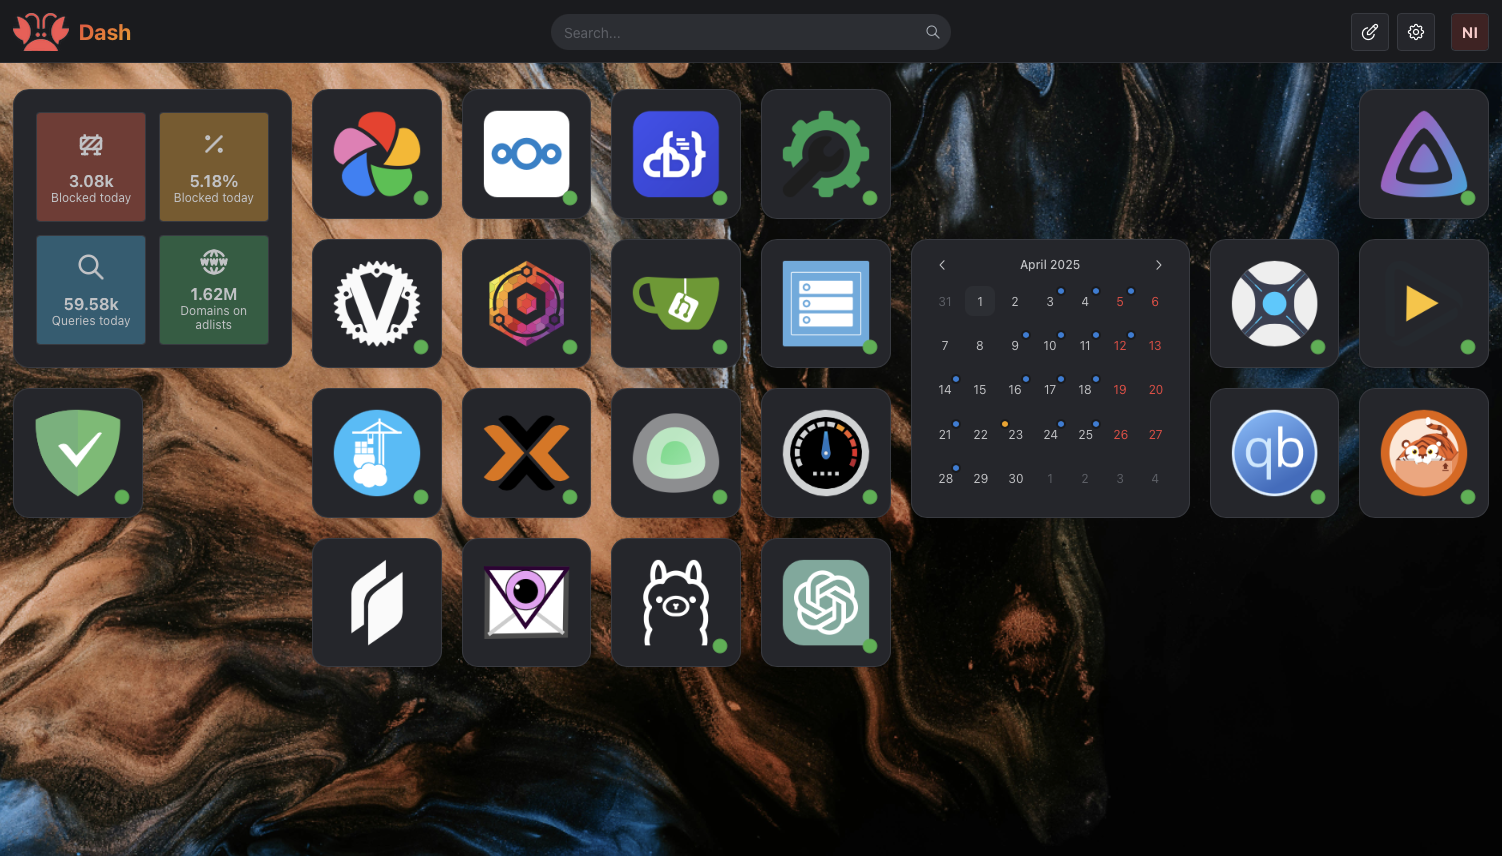 Dash
Search...
NI
3.08k
Blocked today
5.18%
Blocked today
59.58k
Queries today
1.62M
Domains on
adlists
April 2025
31 1 2 3 4 5 6
7 8 9 10 11 12 13
14 15 16 17 18 19 20
21 22 23 24 25 26 27
28 29 30 1 2 3 4
qb